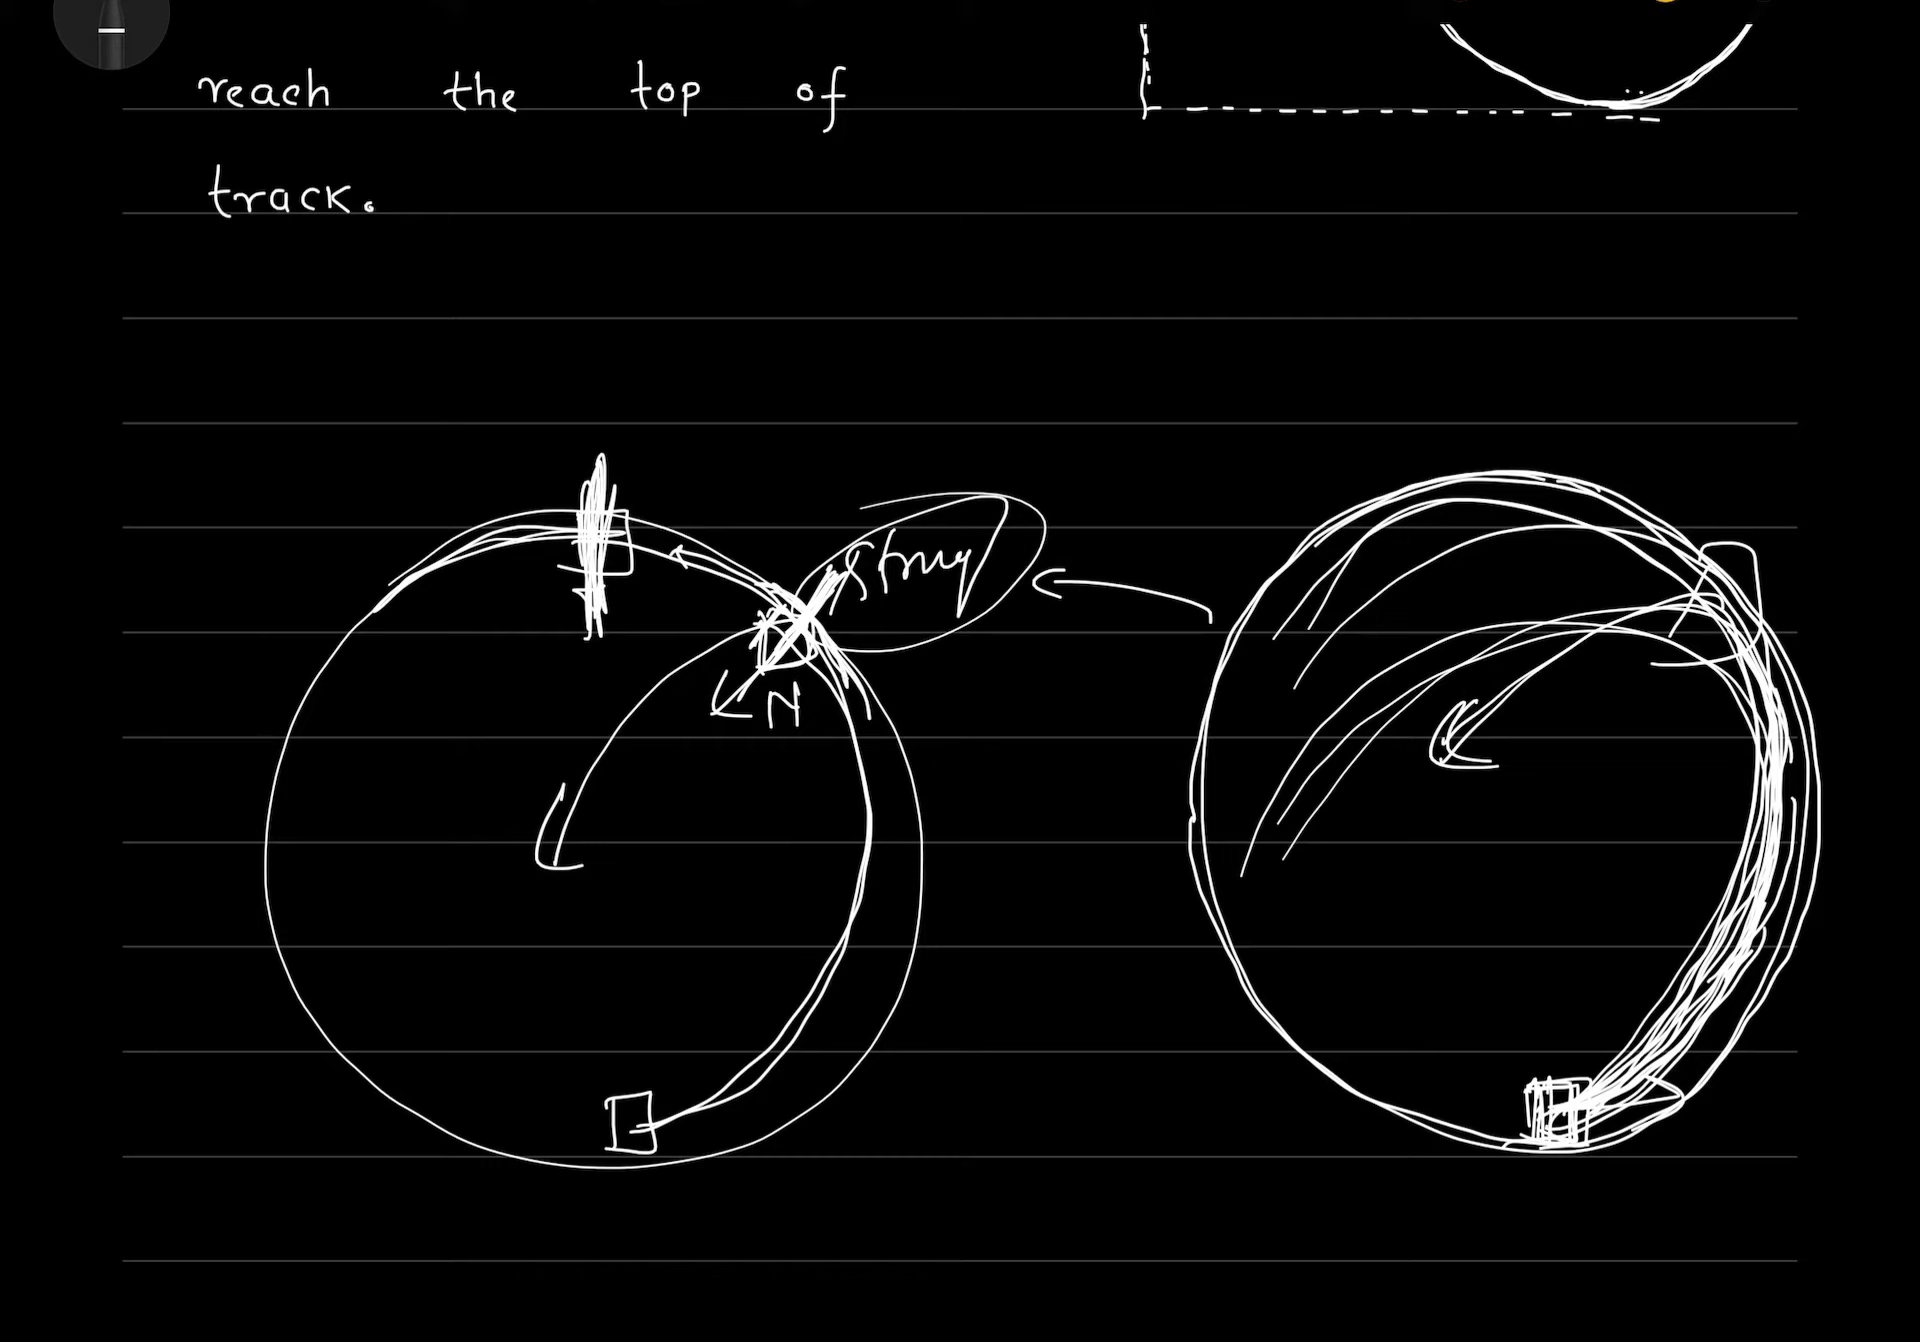 reach the top of
track.
N